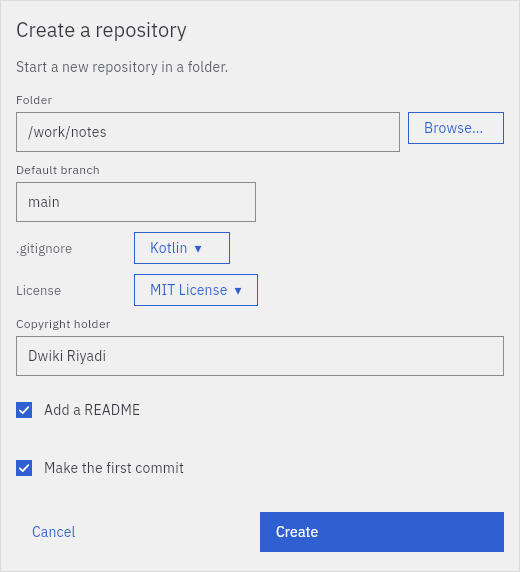 Create a repository
Start a new repository in a folder.
Folder
/work/notes
Browse...
Default branch
main
.gitignore
Kotlin ▾
License
MIT License ▾
Copyright holder
Dwiki Riyadi
Add a README
Make the first commit
Cancel
Create